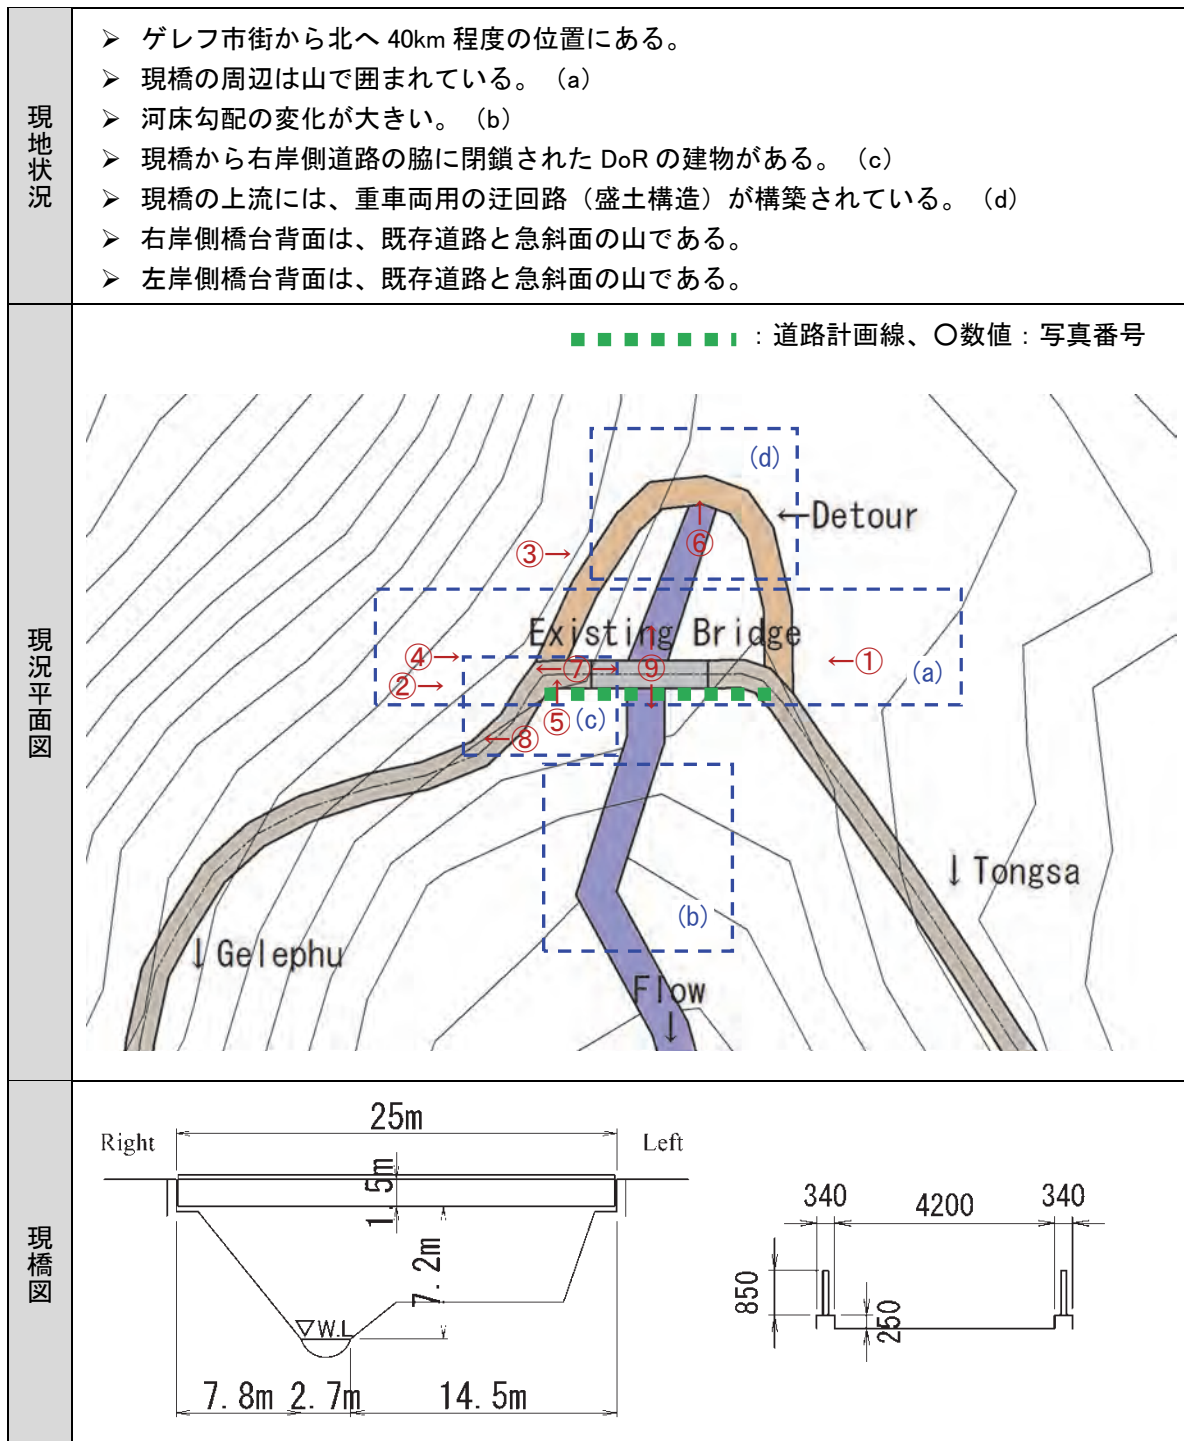 現地状況
➢ ゲレフ市街から北へ 40km 程度の位置にある。
➢ 現橋の周辺は山で囲まれている。（a）
➢ 河床勾配の変化が大きい。（b）
➢ 現橋から右岸側道路の脇に閉鎖された DoR の建物がある。（c）
➢ 現橋の上流には、重車両用の迂回路（盛土構造）が構築されている。（d）
➢ 右岸側橋台背面は、既存道路と急斜面の山である。
➢ 左岸側橋台背面は、既存道路と急斜面の山である。
現況平面図
：道路計画線、〇数値：写真番号
(d)
←Detour
⑥
③→
Existing Bridge
④→
←⑦→
⑨
←①
(a)
②→
⑤
(c)
←⑧
↓Tongsa
(b)
↓Gelephu
Flow
↓
現橋図
25m
Right
Left
1.5m
7.2m
▽W.L
7.8m
2.7m
14.5m
340
4200
340
850
250